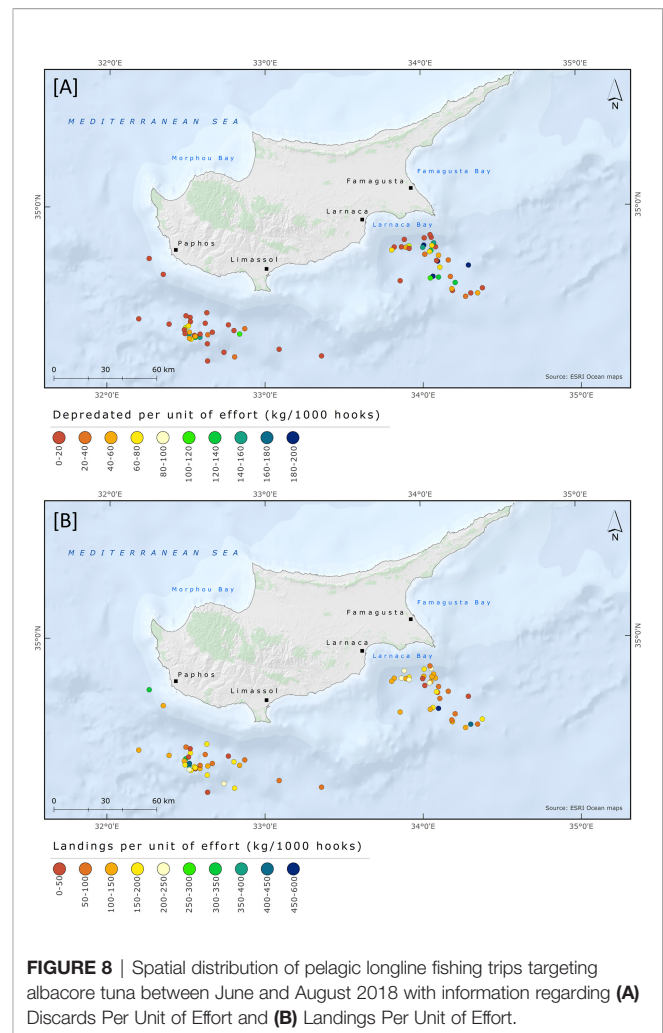 32°0'E 33°0'E 34°0'E 35°0'E
[A]
MEDITERRANEAN SEA
N
Morphou Bay
Famagusta Bay
Famagusta
35°0'N
35°0'N
Larnaca
Larnaca Bay
Paphos
Limassol
0 30 60 km
Source: ESRI Ocean maps
32°0'E 33°0'E 34°0'E 35°0'E
Depredated per unit of effort (kg/1000 hooks)
0-20 20-40 40-60 60-80 80-100 100-120 120-140 140-160 160-180 180-200
32°0'E 33°0'E 34°0'E 35°0'E
[B]
MEDITERRANEAN SEA
N
Morphou Bay
Famagusta Bay
Famagusta
35°0'N
35°0'N
Larnaca
Larnaca Bay
Paphos
Limassol
0 30 60 km
Source: ESRI Ocean maps
32°0'E 33°0'E 34°0'E 35°0'E
Landings per unit of effort (kg/1000 hooks)
0-50 50-100 100-150 150-200 200-250 250-300 300-350 350-400 400-450 450-600
FIGURE 8 | Spatial distribution of pelagic longline fishing trips targeting
albacore tuna between June and August 2018 with information regarding (A)
Discards Per Unit of Effort and (B) Landings Per Unit of Effort.